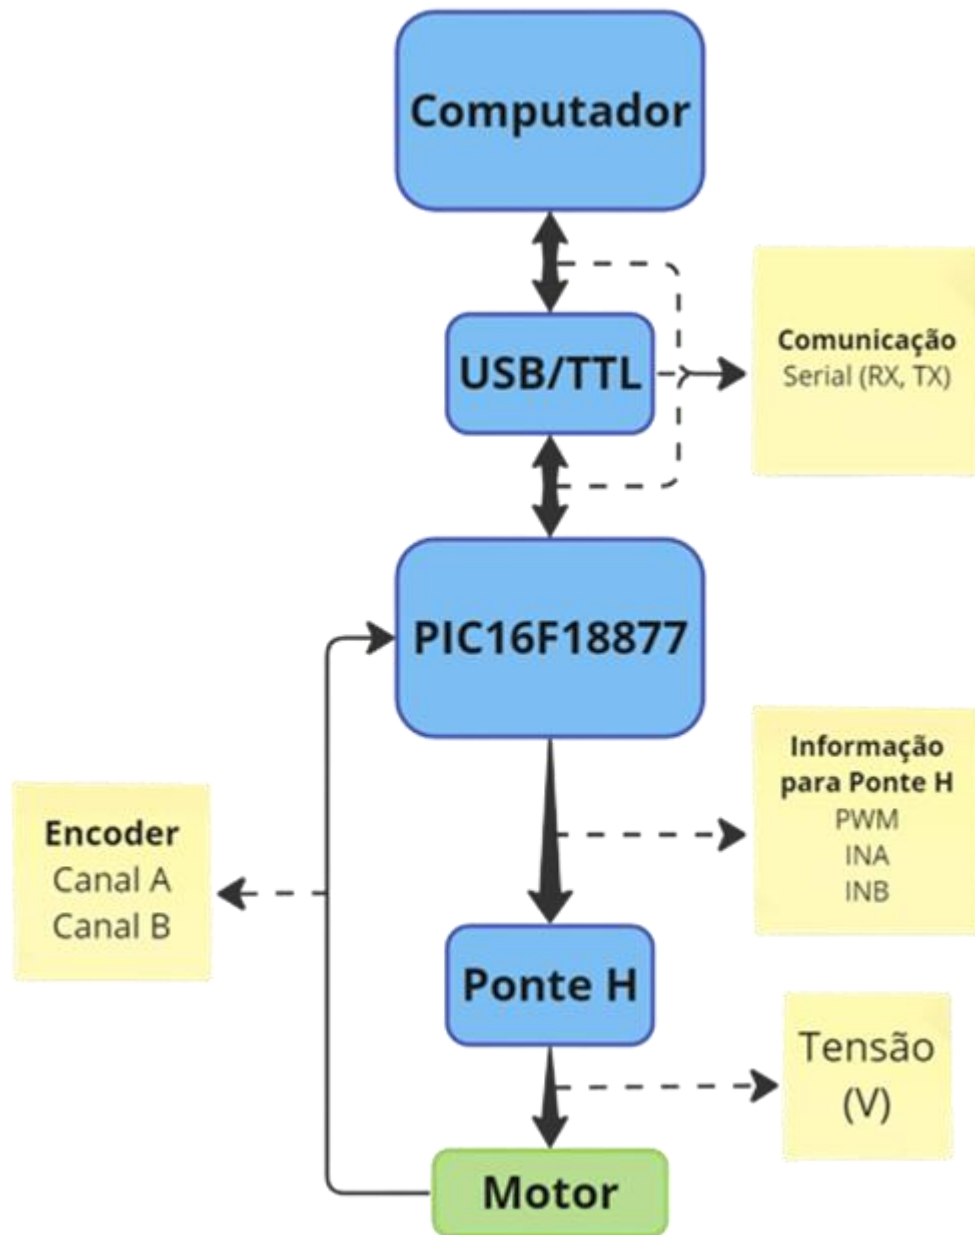 Computador
USB/TTL
Comunicação
Serial (RX, TX)
PIC16F18877
Informação
para Ponte H
PWM
INA
INB
Encoder
Canal A
Canal B
Ponte H
Tensão
(V)
Motor